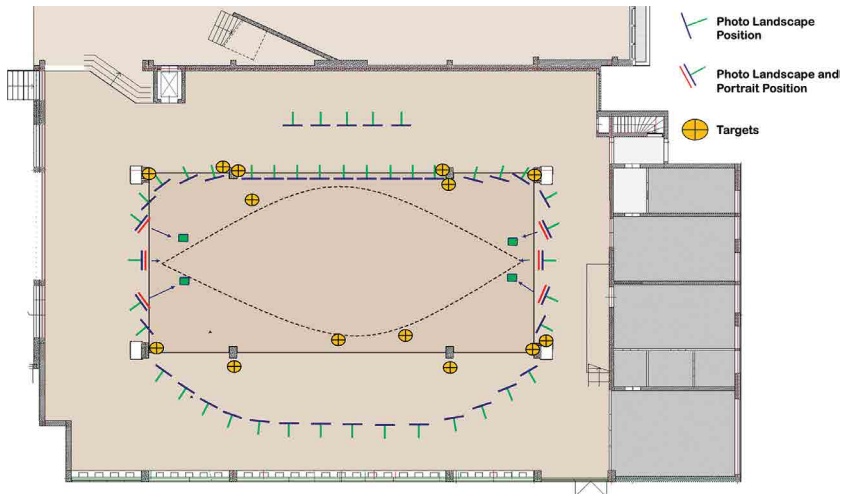 Photo Landscape
Position
Photo Landscape and
Portrait Position
Targets